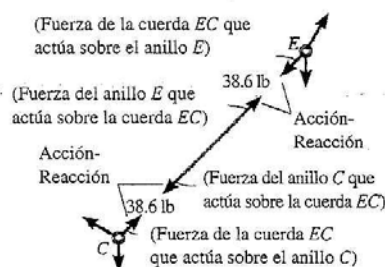 (Fuerza de la cuerda EC que
actúa sobre el anillo E)
E
38.6 lb
(Fuerza del anillo E que
actúa sobre la cuerda EC)
Acción-
Reacción
Acción-
Reacción
(Fuerza del anillo C que
actúa sobre la cuerda EC)
38.6 lb
C
(Fuerza de la cuerda EC
que actúa sobre el anillo C)